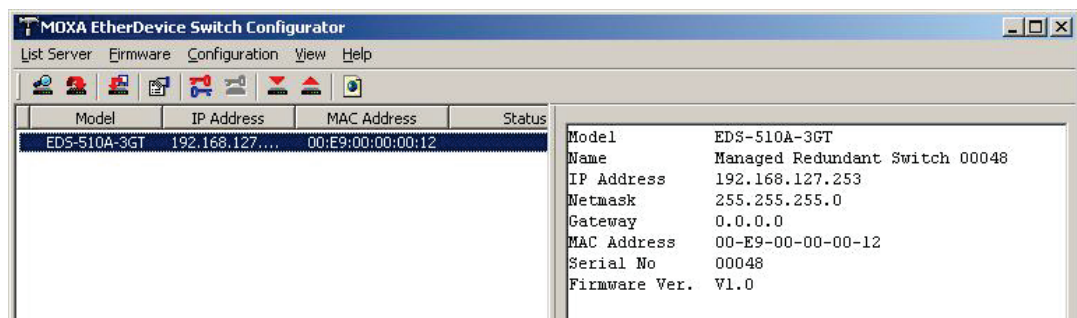 MOXA EtherDevice Switch Configurator
List Server Firmware Configuration View Help
Model IP Address MAC Address Status
EDS-510A-3GT 192.168.127.... 00:E9:00:00:00:12
Model EDS-510A-3GT
Name Managed Redundant Switch 00048
IP Address 192.168.127.253
Netmask 255.255.255.0
Gateway 0.0.0.0
MAC Address 00-E9-00-00-00-12
Serial No 00048
Firmware Ver. V1.0